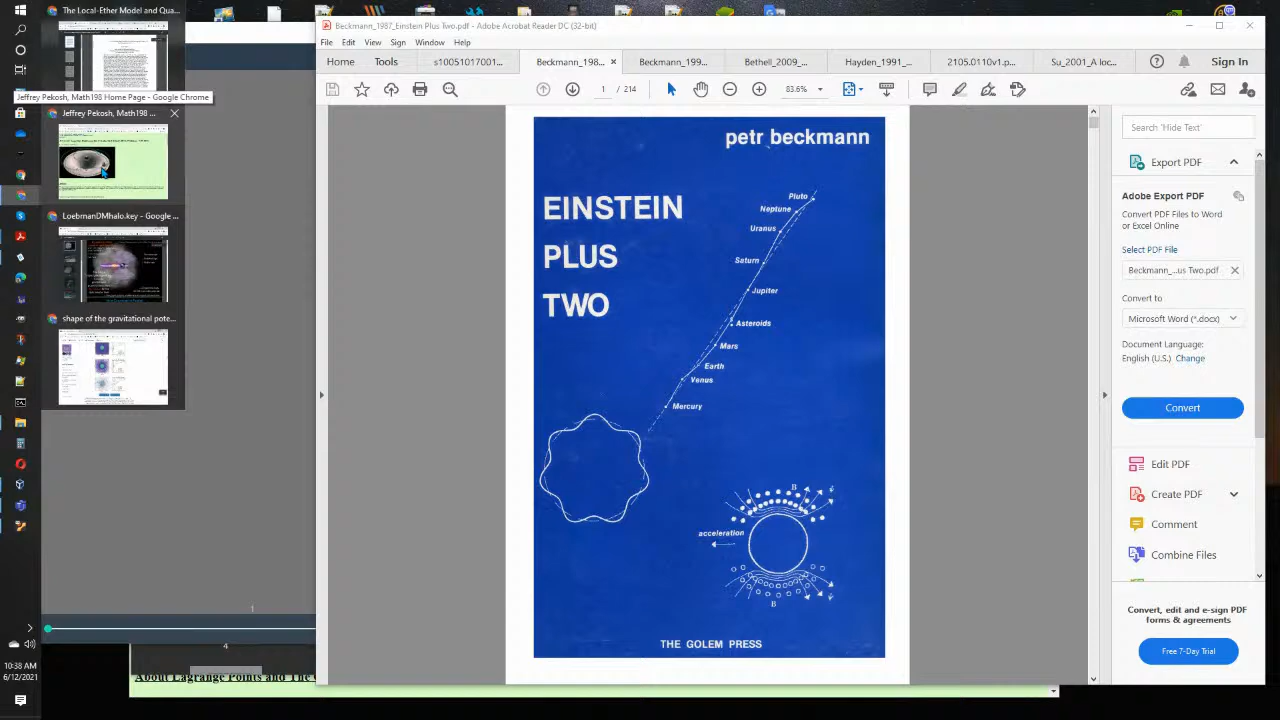 The Local-Ether Model and Qua...
Jeffrey Pekosh, Math198 Home Page - Google Chrome
Jeffrey Pekosh, Math198 ...
LoebmanDMhalo.key - Google ...
shape of the gravitational pote...
10:38 AM
6/12/2021
1
4
About Lagrange Points and The
Beckmann_1987_Einstein Plus Two.pdf - Adobe Acrobat Reader DC (32-bit)
File Edit View Sign Window Help
Home Tools s10051017001... Beckmann_198... Beckmann_199... Bethell_2009_... Hayden_1991_... 2105.10718.pdf Su_2001_A loc... Sign In
1 / 214
petr beckmann
EINSTEIN
PLUS
TWO
Pluto
Neptune
Uranus
Saturn
Jupiter
Asteroids
Mars
Earth
Venus
Mercury
B
acceleration
B
THE GOLEM PRESS
Search 'Hide Text'
Export PDF
Adobe Export PDF
Convert PDF Files to Word
or Excel Online
Select PDF File
Beckm...us Two.pdf
Convert to
Microsoft Word (*.docx)
Document Language:
English (U.S.) Change
Convert
Edit PDF
Create PDF
Comment
Combine Files
Convert, edit and e-sign PDF
forms & agreements
Free 7-Day Trial